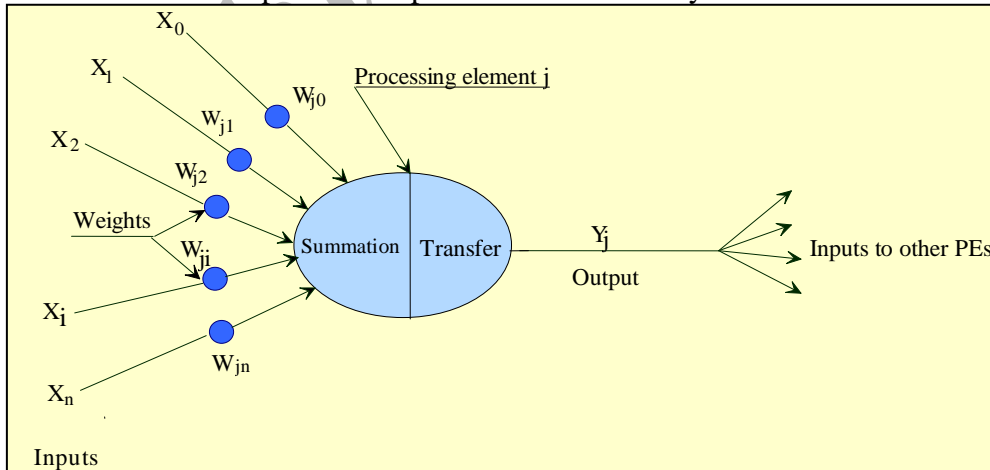 X0
X1
Wj0
Processing element j
Wj1
X2
Wj2
Weights
Summation
Transfer
Yj
Inputs to other PEs
Wji
Output
Xi
Wjn
Xn
Inputs